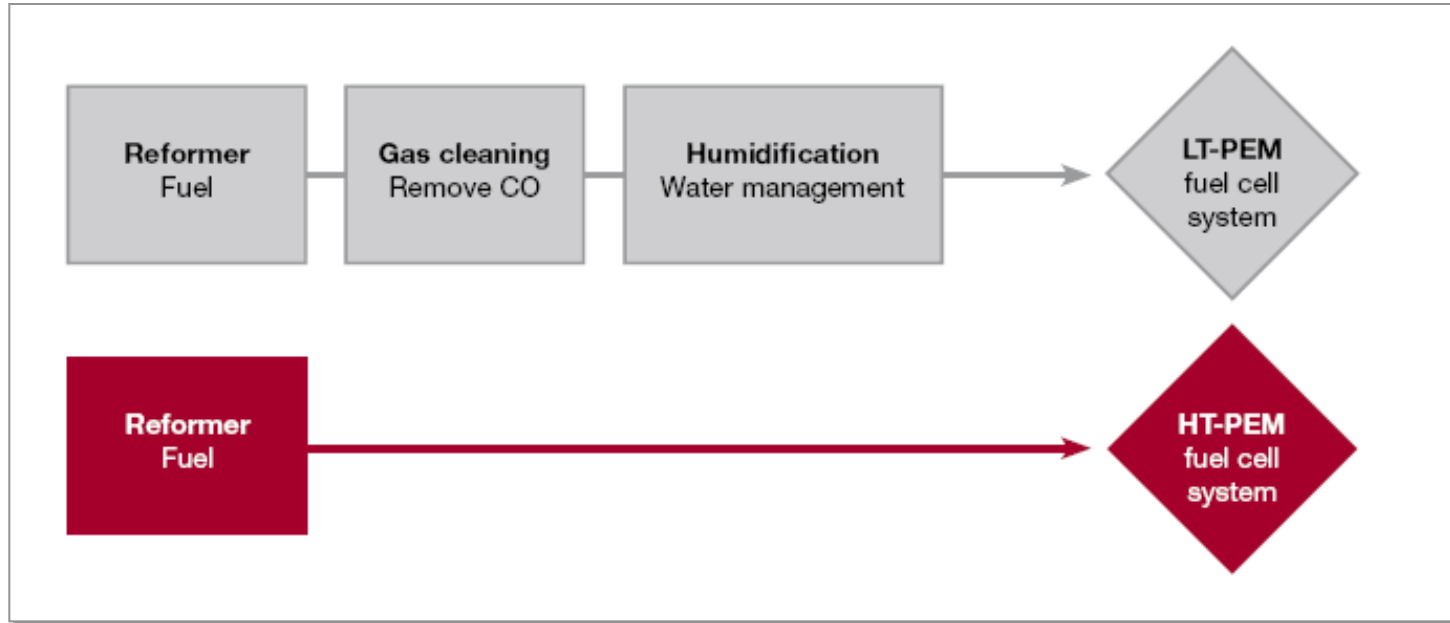 Reformer
Fuel
Gas cleaning
Remove CO
Humidification
Water management
LT-PEM
fuel cell
system
Reformer
Fuel
HT-PEM
fuel cell
system